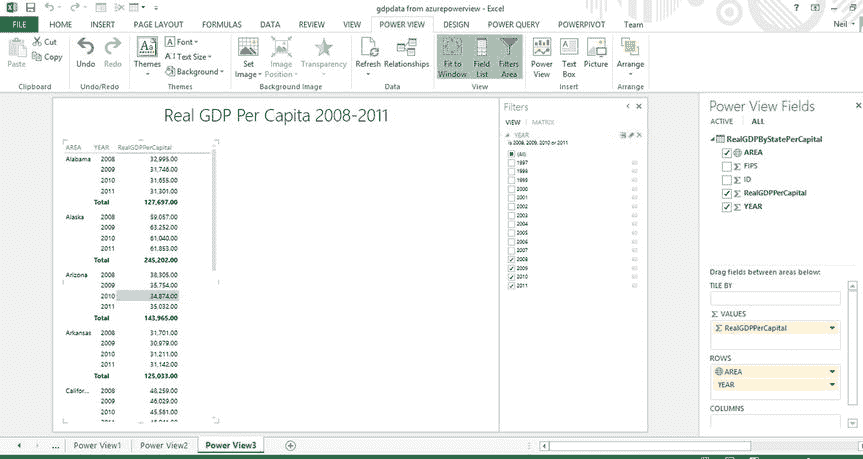 gdpdata from azurepowerview - Excel
FILE HOME INSERT PAGE LAYOUT FORMULAS DATA REVIEW VIEW POWER VIEW DESIGN POWER QUERY POWERPIVOT Team Neil
Paste Cut Copy
Clipboard
Undo Redo
Undo/Redo
Themes Font Text Size Background
Themes
Set Image Image Position Transparency
Background Image
Refresh Relationships
Data
Fit to Window Field List Filters Area
View
Power View Text Box Picture
Insert
Arrange
Arrange
Real GDP Per Capita 2008-2011
AREA YEAR RealGDPPerCapital
Alabama 2008 32,995.00
2009 31,746.00
2010 31,655.00
2011 31,301.00
Total 127,697.00
Alaska 2008 59,057.00
2009 63,252.00
2010 61,040.00
2011 61,853.00
Total 245,202.00
Arizona 2008 38,305.00
2009 35,754.00
2010 34,874.00
2011 35,032.00
Total 143,965.00
Arkansas 2008 31,701.00
2009 30,979.00
2010 31,211.00
2011 31,142.00
Total 125,033.00
Califor... 2008 48,259.00
2009 46,029.00
2010 45,561.00
2011
Filters
VIEW MATRIX
YEAR
is 2008, 2009, 2010 or 2011
(All)
1997
1998
1999
2000
2001
2002
2003
2004
2005
2006
2007
2008
2009
2010
2011
Power View Fields
ACTIVE ALL
RealGDPByStatePerCapital
AREA
FIPS
ID
RealGDPPerCapital
YEAR
Drag fields between areas below:
TILE BY
Σ VALUES
Σ RealGDPPerCapital
ROWS
AREA
YEAR
COLUMNS
... Power View1 Power View2 Power View3